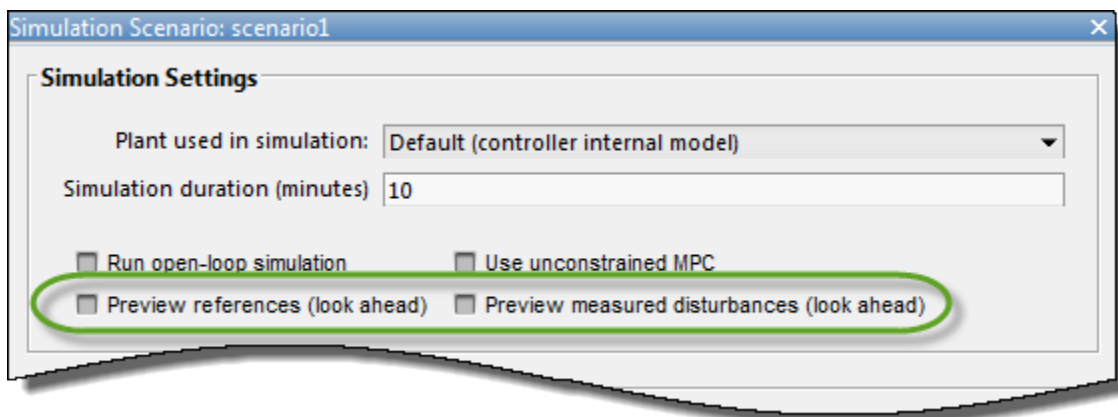 Simulation Scenario: scenario1
Simulation Settings
Plant used in simulation: Default (controller internal model)
Simulation duration (minutes) 10
Run open-loop simulation Use unconstrained MPC
Preview references (look ahead) Preview measured disturbances (look ahead)